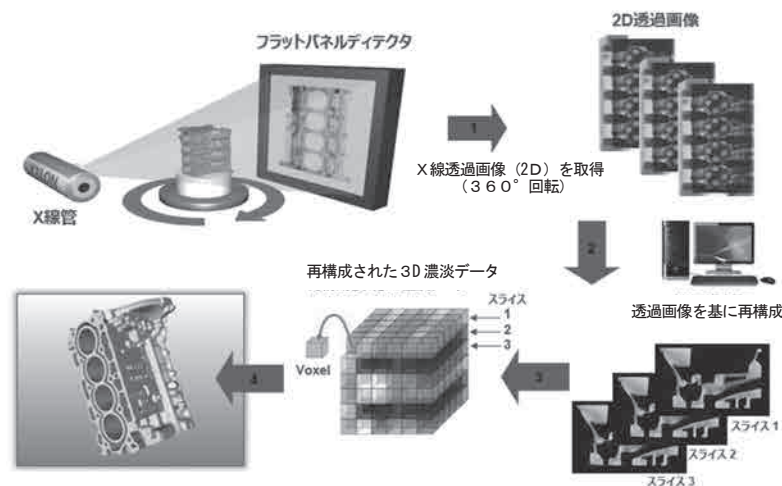 フラットパネルディテクタ
2D透過画像
X線管
1
X線透過画像（2D）を取得
（３６０°回転）
2
透過画像を基に再構成
再構成された３D 濃淡データ
スライス
1
2
3
Voxel
4
3
スライス 1
スライス 2
スライス 3